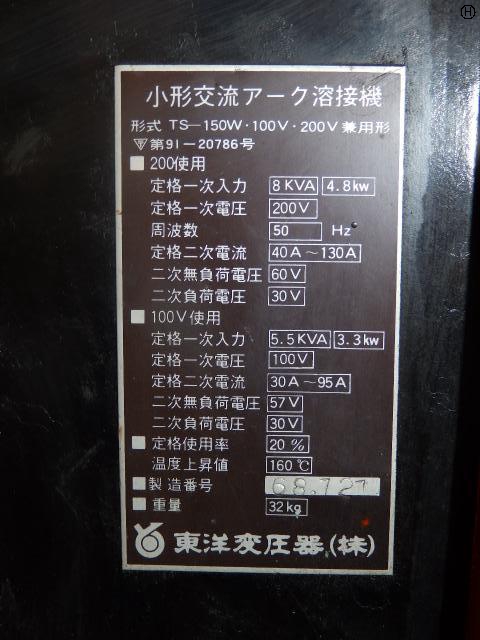 Ⓗ
小形交流アーク溶接機
形式 TS-150W・100V・200V 兼用形
第91-20786号
■ 200使用
定格一次入力 8KVA 4.8kw
定格一次電圧 200V
周波数 50 Hz
定格二次電流 40A~130A
二次無負荷電圧 60V
二次負荷電圧 30V
■ 100V使用
定格一次入力 5.5KVA 3.3kw
定格一次電圧 100V
定格二次電流 30A~95A
二次無負荷電圧 57V
二次負荷電圧 30V
■ 定格使用率 20%
温度上昇値 160℃
■ 製造番号 68.727
■ 重量 32kg
東洋変圧器(株)